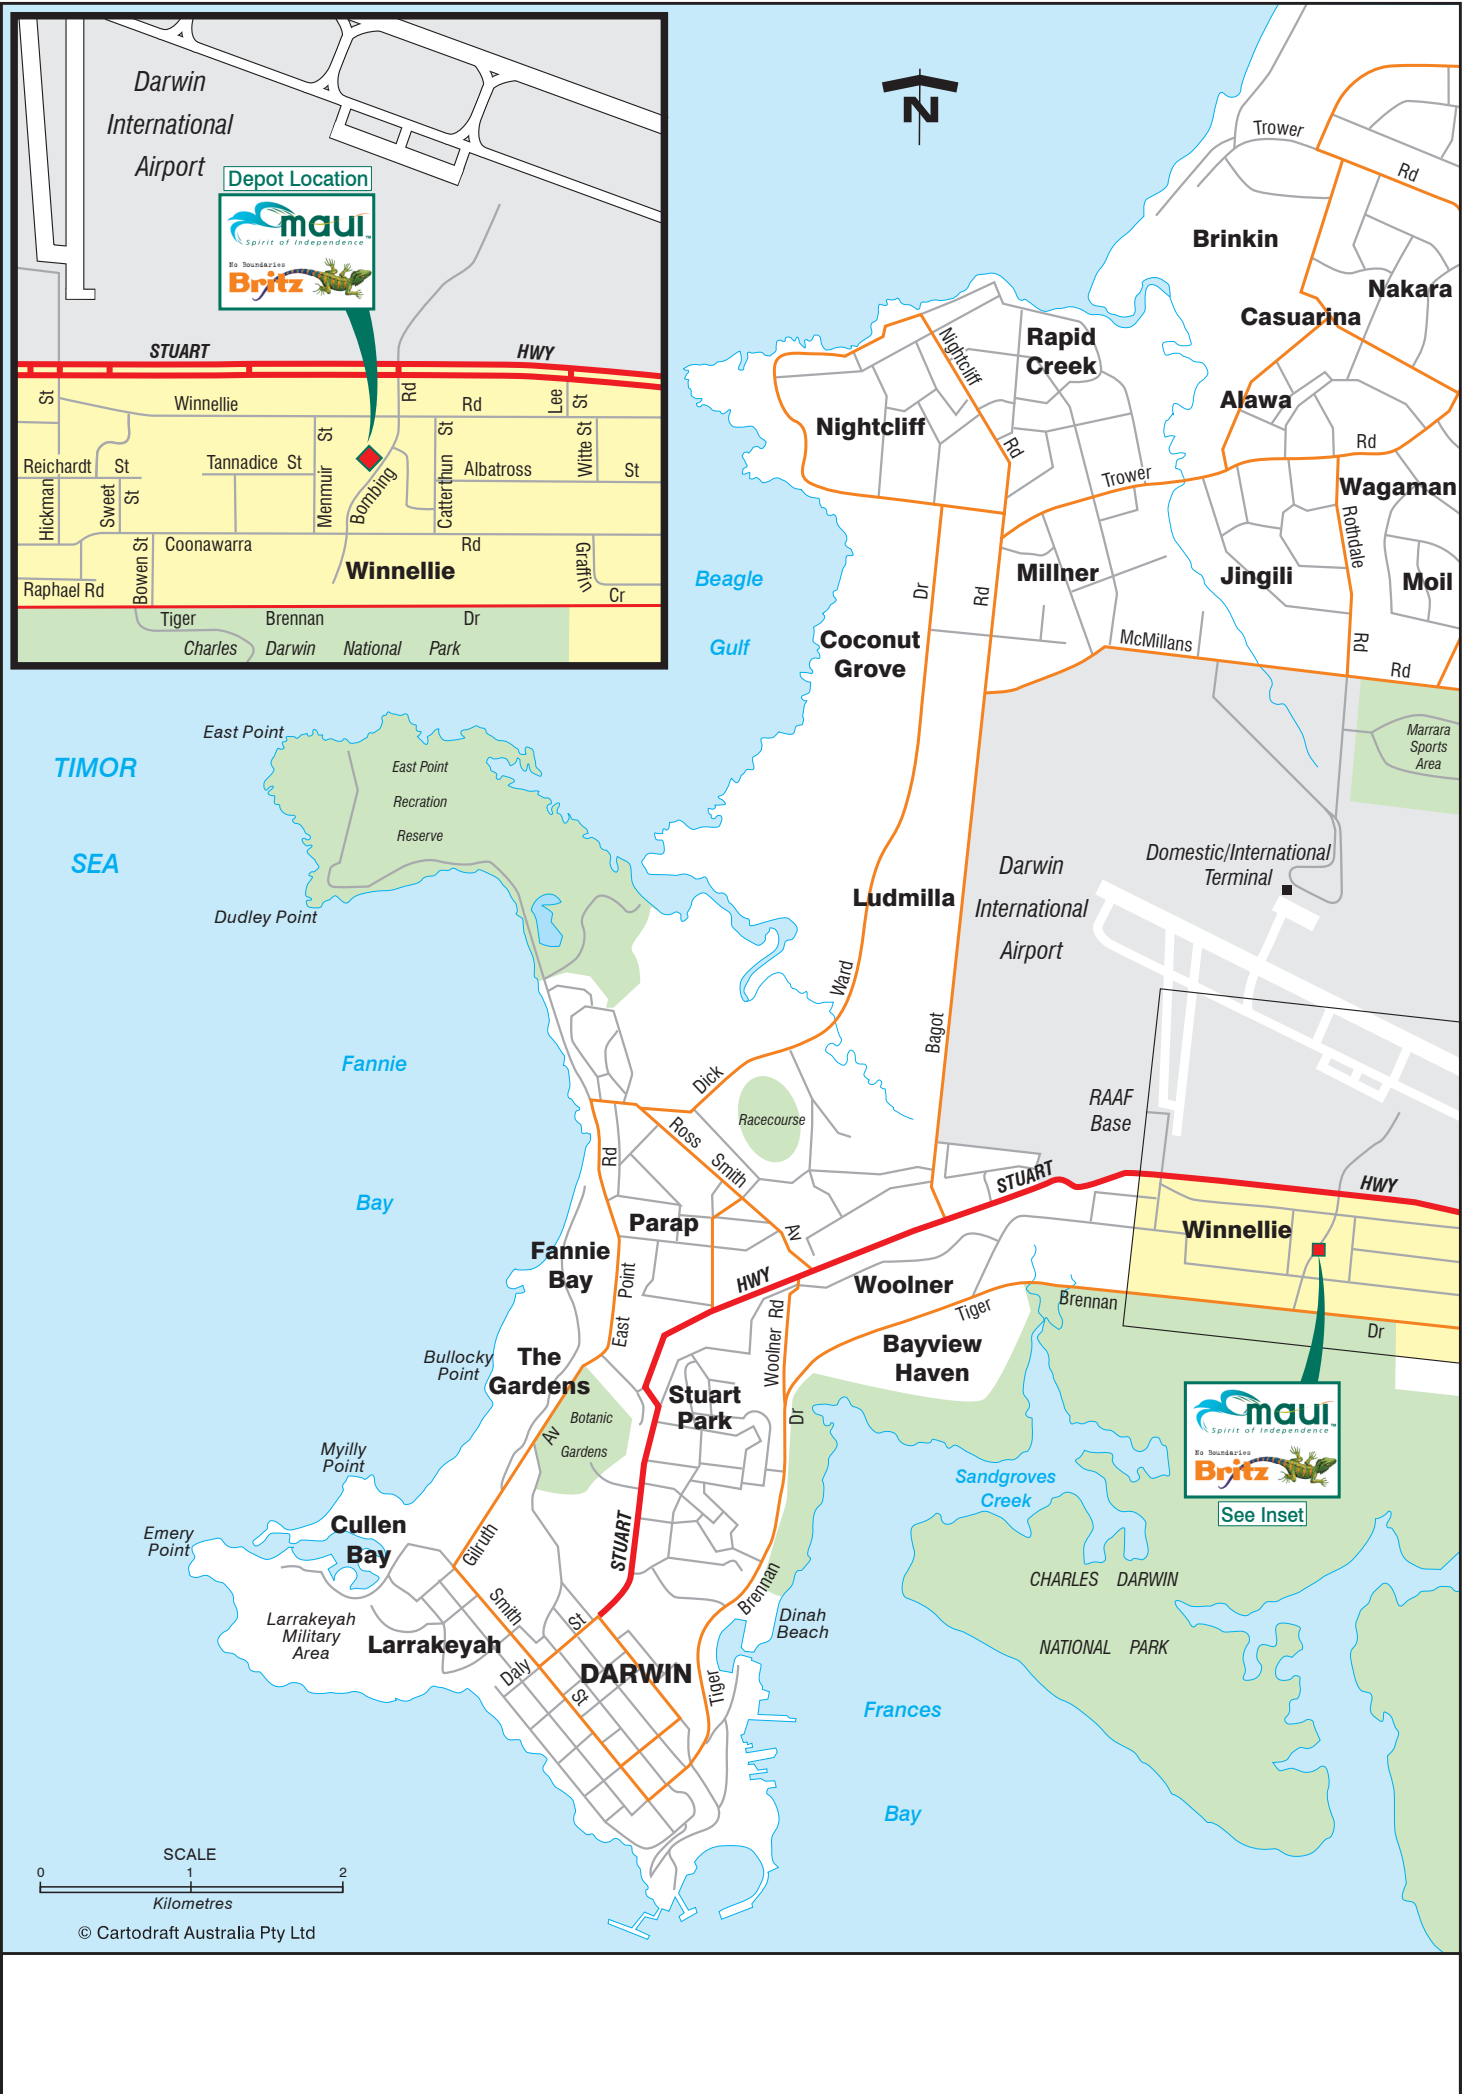 Darwin
International
Airport
Depot Location
maui
Spirit of Independence
No Boundaries
Britz
STUART HWY
St
Winnellie Rd
Rd
Lee St
Reichardt St
Tannadice St
Menmuir St
Bombing
Catterthun St
Albatross St
Witte St
Hickman
Sweet St
Bowen St
Coonawarra Rd
Graffin Cr
Winnellie
Raphael Rd
Tiger Brennan Dr
Charles Darwin National Park
N
Trower Rd
Brinkin
Nakara
Casuarina
Rapid
Creek
Nightcliff Rd
Nightcliff
Alawa
Trower Rd
Wagaman
Rothdale Rd
Millner
Jingili
Moil
Beagle
Gulf
Coconut
Grove
Dr
Rd
McMillans Rd
Marrara
Sports
Area
East Point
TIMOR
SEA
East Point
Recration
Reserve
Dudley Point
Domestic/International
Terminal
Darwin
International
Airport
Ludmilla
Ward
Bagot
Fannie
Bay
Dick
Racecourse
RAAF
Base
Ross Smith Av
Rd
STUART HWY
Parap
Winnellie
Fannie
Bay
Point
East
HWY
Woolner
Woolner Rd
Tiger Brennan Dr
Bayview
Haven
Bullocky
Point
The
Gardens
Stuart
Park
Botanic
Gardens
Av
Dr
maui
Spirit of Independence
No Boundaries
Britz
See Inset
Myilly
Point
Sandgroves
Creek
Emery
Point
Cullen
Bay
Gilruth
STUART
CHARLES DARWIN
NATIONAL PARK
Smith St
Brennan
Dinah
Beach
Larrakeyah
Military
Area
Larrakeyah
Daly St
DARWIN
Tiger
Frances
Bay
SCALE
0 1 2
Kilometres
© Cartodraft Australia Pty Ltd